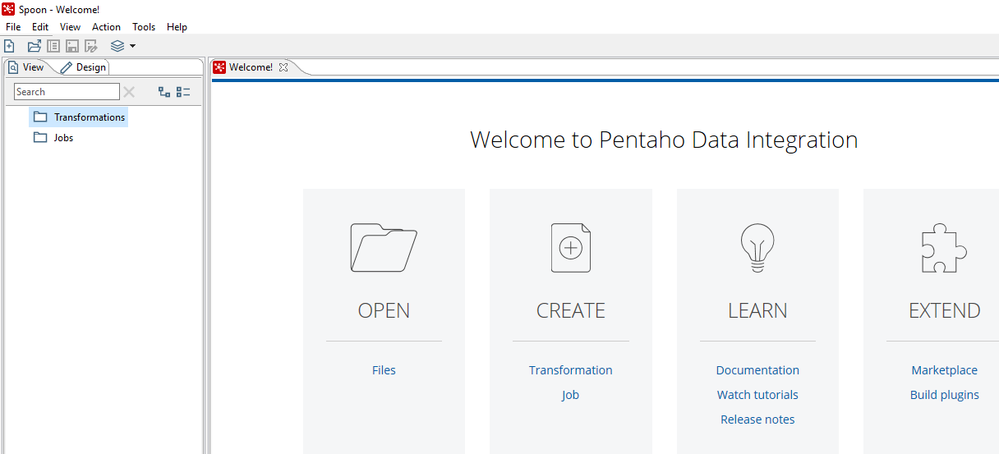 Spoon - Welcome!
File Edit View Action Tools Help
View Design
Welcome!
Search
Transformations
Jobs
Welcome to Pentaho Data Integration
OPEN
Files
CREATE
Transformation
Job
LEARN
Documentation
Watch tutorials
Release notes
EXTEND
Marketplace
Build plugins